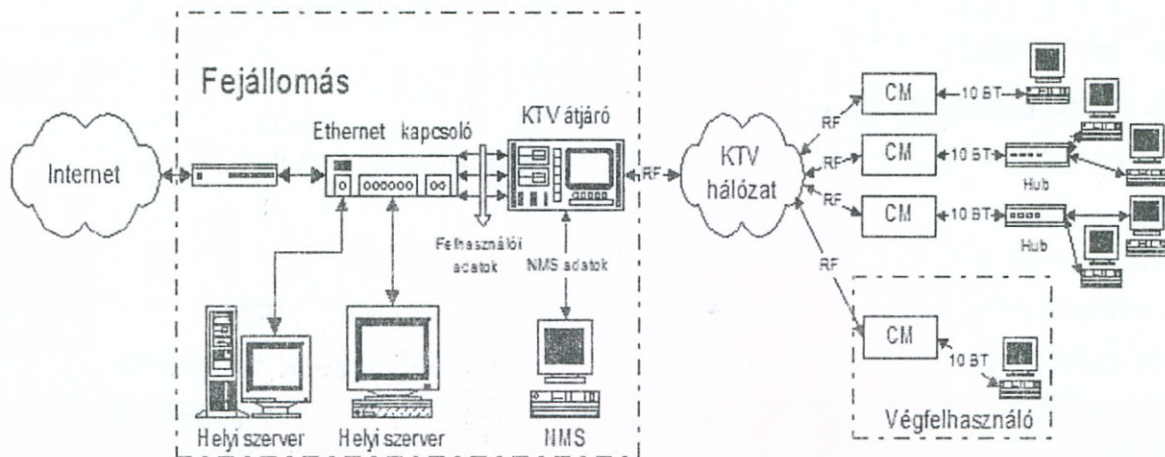 Fejállomás
Internet
Ethernet kapcsoló
KTV átjáró
Felhasználói
adatok
NMS adatok
Helyi szerver
Helyi szerver
NMS
RF
KTV
hálózat
RF
RF
RF
RF
CM
10 BT
CM
10 BT
Hub
CM
10 BT
Hub
CM
10 BT
Végfelhasználó